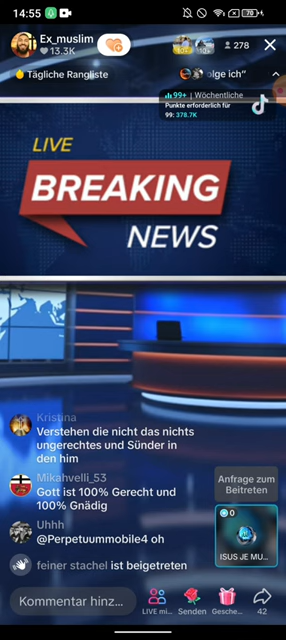 14:55
70
Ex_muslim
13.3K
278
Tägliche Rangliste
olge ich“
99+ | Wöchentliche
Punkte erforderlich für
99: 378.7K
LIVE
BREAKING
NEWS
Kristina
Verstehen die nicht das nichts
ungerechtes und Sünder in
den him
Mikahvelli_53
Gott ist 100% Gerecht und
100% Gnädig
Uhhh
@Perpetuummobile4 oh
feiner stachel ist beigetreten
Anfrage zum
Beitreten
0
ISUS JE MU...
Kommentar hinz...
LIVE mi...
Senden
Gesche...
42